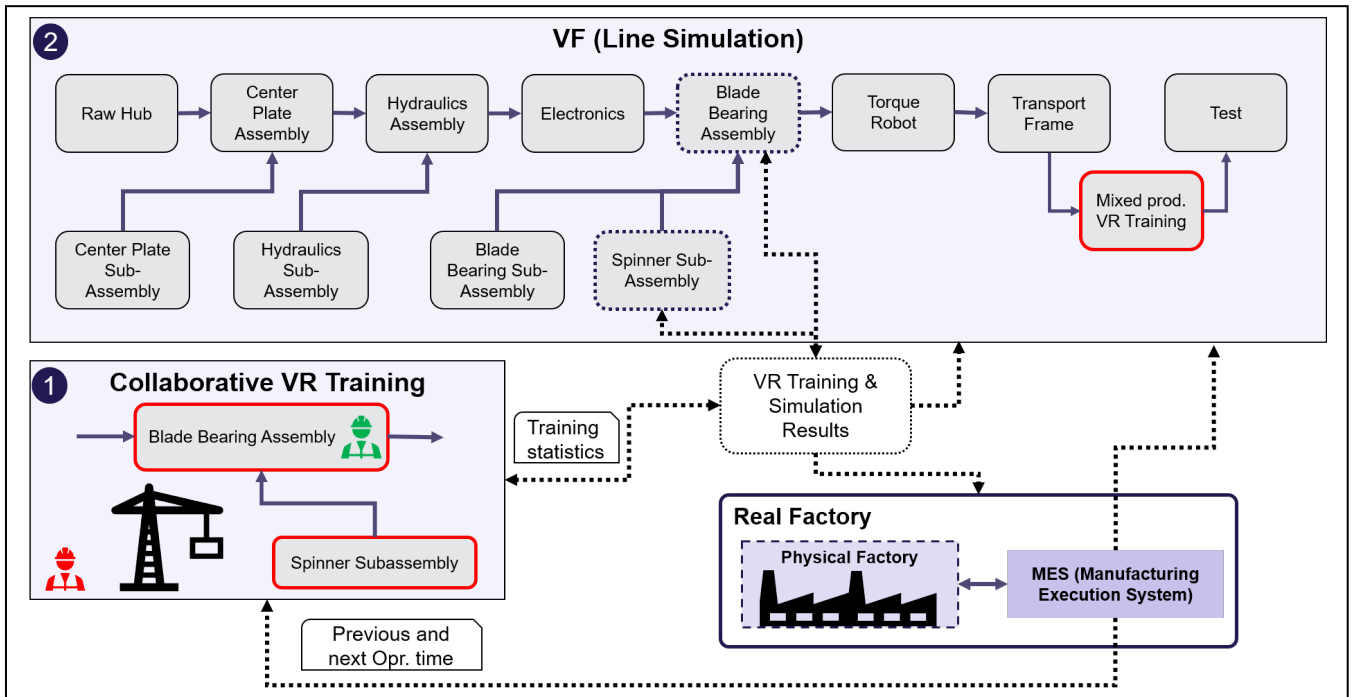 2
VF (Line Simulation)
Raw Hub
Center
Plate
Assembly
Hydraulics
Assembly
Electronics
Blade
Bearing
Assembly
Torque
Robot
Transport
Frame
Test
Mixed prod.
VR Training
Center Plate
Sub-
Assembly
Hydraulics
Sub-
Assembly
Blade
Bearing Sub-
Assembly
Spinner Sub-
Assembly
1
Collaborative VR Training
Blade Bearing Assembly
Spinner Subassembly
Training
statistics
VR Training &
Simulation
Results
Real Factory
Physical Factory
MES (Manufacturing
Execution System)
Previous and
next Opr. time